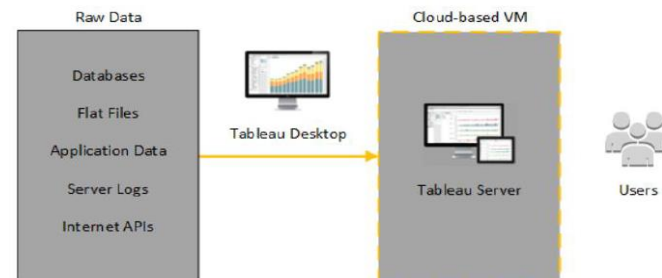 Raw Data
Databases
Flat Files
Application Data
Server Logs
Internet APIs
Tableau Desktop
Cloud-based VM
Tableau Server
Users